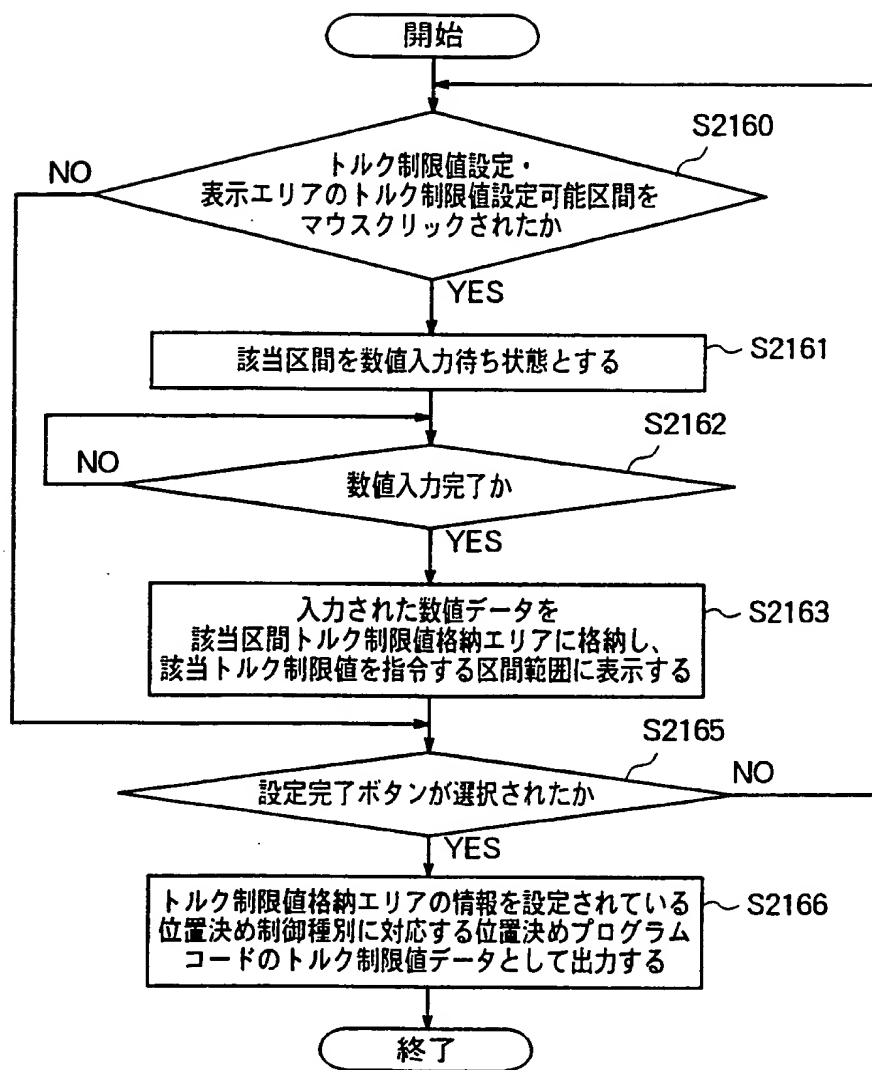 開始
S2160
NO
トルク制限値設定・
表示エリアのトルク制限値設定可能区間を
マウスクリックされたか
YES
該当区間を数値入力待ち状態とする
S2161
S2162
NO
数値入力完了か
YES
入力された数値データを
該当区間トルク制限値格納エリアに格納し、
該当トルク制限値を指令する区間範囲に表示する
S2163
S2165
設定完了ボタンが選択されたか
NO
YES
トルク制限値格納エリアの情報を設定されている
位置決め制御種別に対応する位置決めプログラム
コードのトルク制限値データとして出力する
S2166
終了